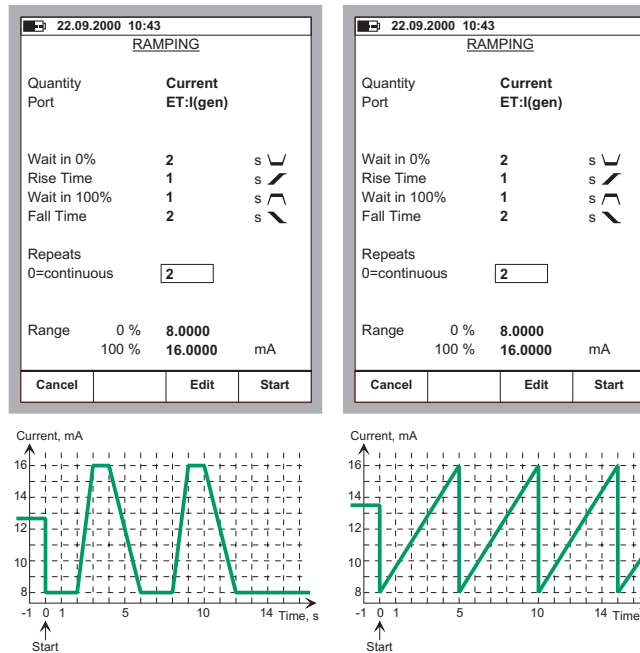 22.09.2000 10:43
RAMPING
Quantity Current
Port ET:I(gen)
Wait in 0% 2 s
Rise Time 1 s
Wait in 100% 1 s
Fall Time 2 s
Repeats
0=continuous 2
Range 0 % 8.0000
100 % 16.0000 mA
Cancel Edit Start
Current, mA
16
14
12
10
8
-1 0 1 5 10 14 Time, s
Start
22.09.2000 10:43
RAMPING
Quantity Current
Port ET:I(gen)
Wait in 0% 2 s
Rise Time 1 s
Wait in 100% 1 s
Fall Time 2 s
Repeats
0=continuous 2
Range 0 % 8.0000
100 % 16.0000 mA
Cancel Edit Start
Current, mA
16
14
12
10
8
-1 0 1 5 10 14 Time
Start